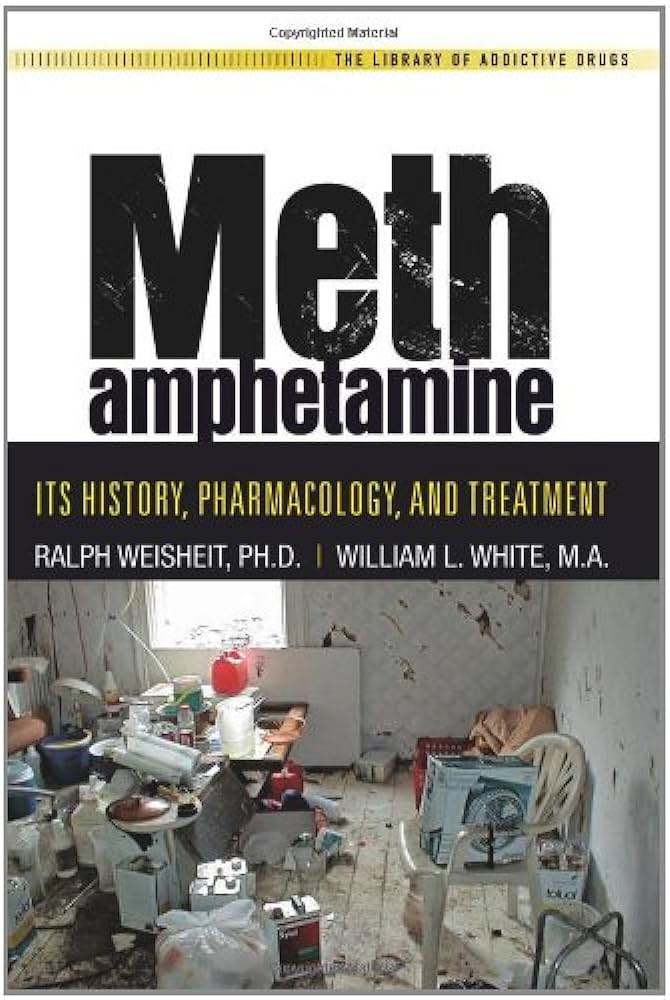 Copyrighted Material
THE LIBRARY OF ADDICTIVE DRUGS
Meth
amphetamine
ITS HISTORY, PHARMACOLOGY, AND TREATMENT
RALPH WEISHEIT, PH.D. | WILLIAM L. WHITE, M.A.